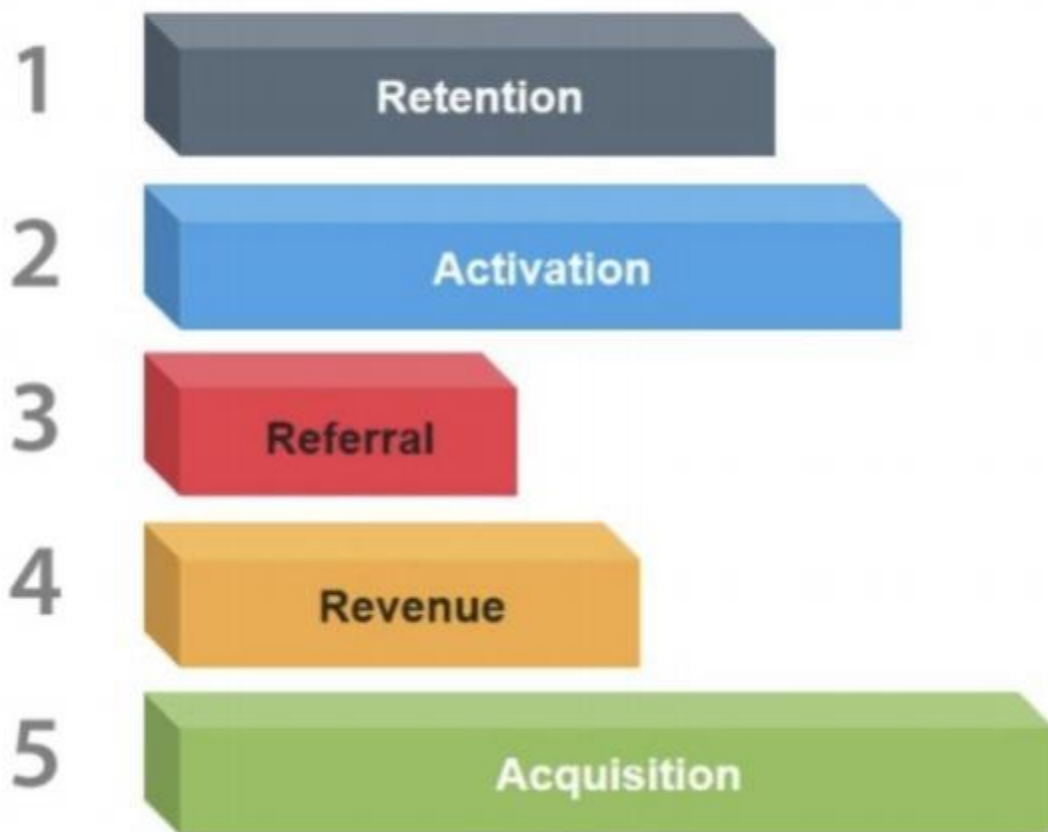 1 Retention
2 Activation
3 Referral
4 Revenue
5 Acquisition